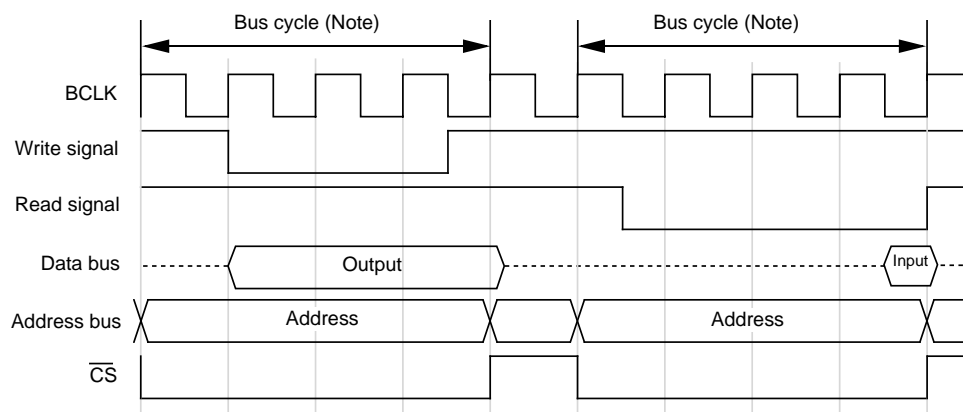 Bus cycle (Note) Bus cycle (Note)
BCLK
Write signal
Read signal
Data bus Output Input
Address bus Address Address
C̅S̅